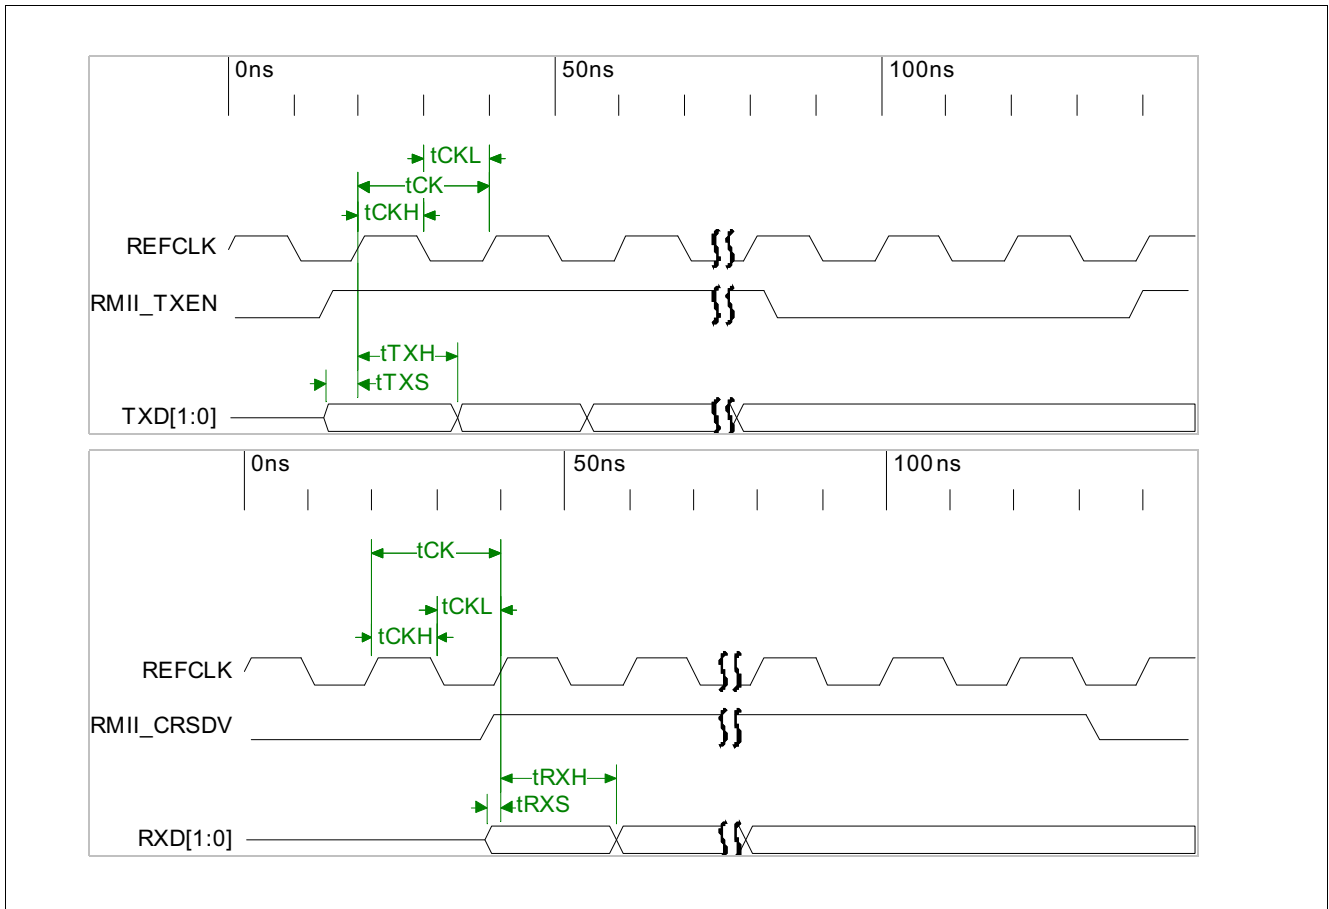 0ns 50ns 100ns
tCKL
tCK
tCKH
REFCLK
RMII_TXEN
tTXH
tTXS
TXD[1:0]
0ns 50ns 100ns
tCK
tCKL
tCKH
REFCLK
RMII_CRSDV
tRXH
tRXS
RXD[1:0]